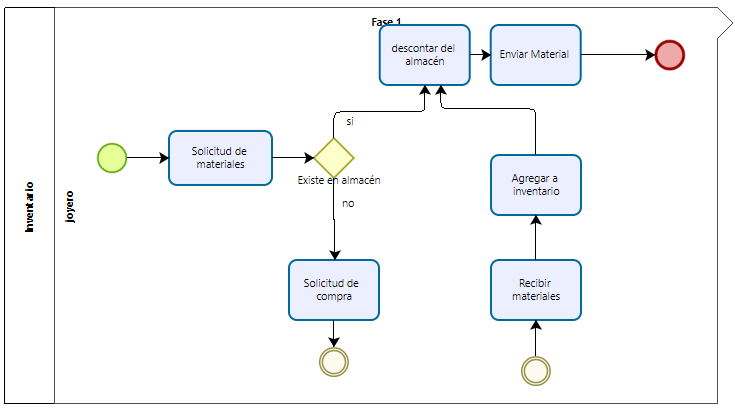 Fase 1
Inventario
joyero
descontar del
almacén
Enviar Material
si
Solicitud de
materiales
Existe en almacén
no
Agregar a
inventario
Solicitud de
compra
Recibir
materiales